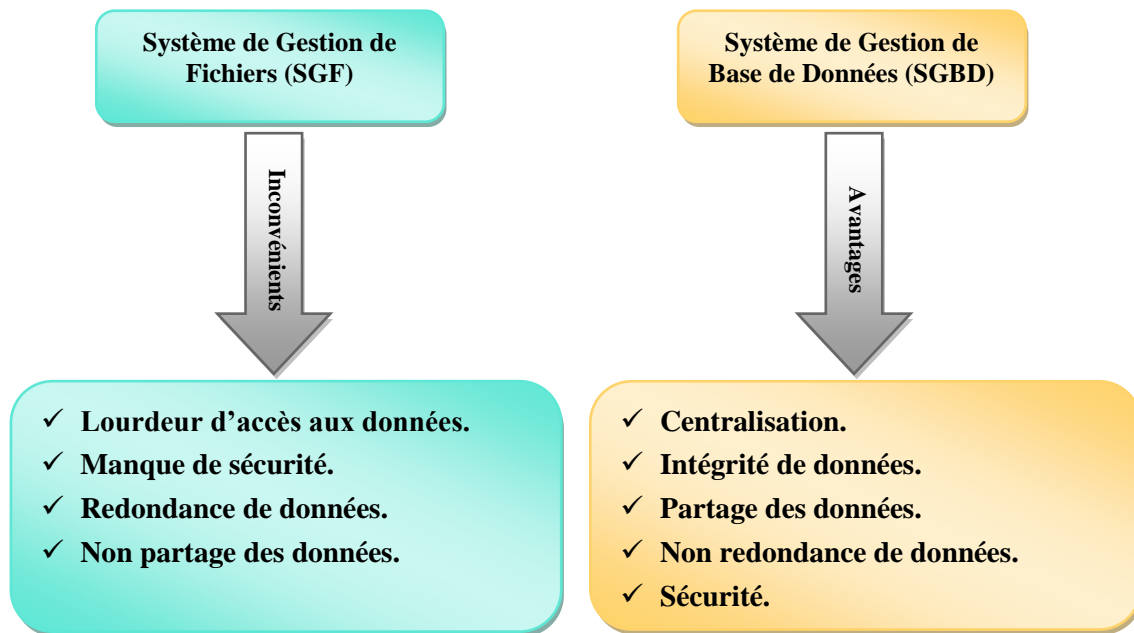 Système de Gestion de
Fichiers (SGF)
Inconvénients
✓ Lourdeur d’accès aux données.
✓ Manque de sécurité.
✓ Redondance de données.
✓ Non partage des données.
Système de Gestion de
Base de Données (SGBD)
Avantages
✓ Centralisation.
✓ Intégrité de données.
✓ Partage des données.
✓ Non redondance de données.
✓ Sécurité.